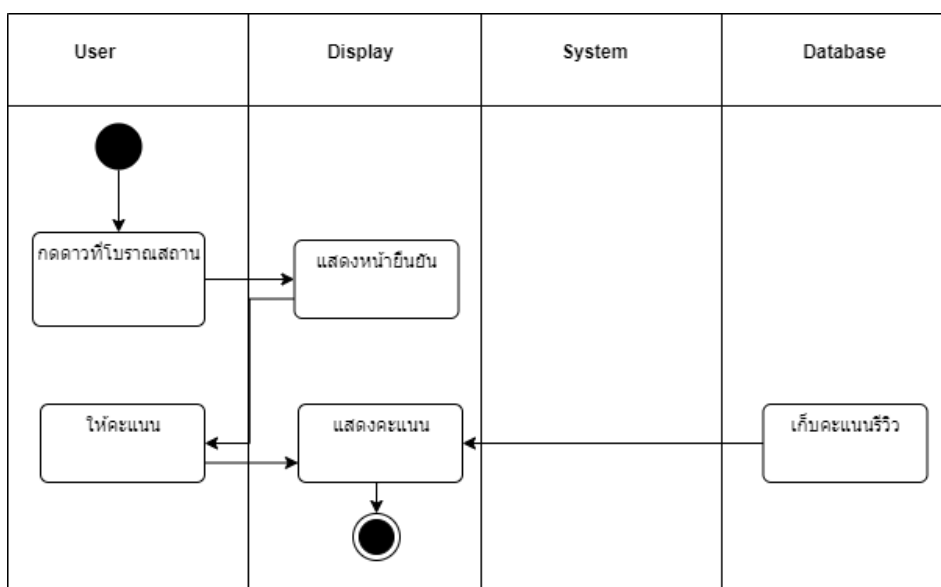 User
Display
System
Database
กดดาวที่โบราณสถาน
แสดงหน้ายืนยัน
ให้คะแนน
แสดงคะแนน
เก็บคะแนนรีวิว